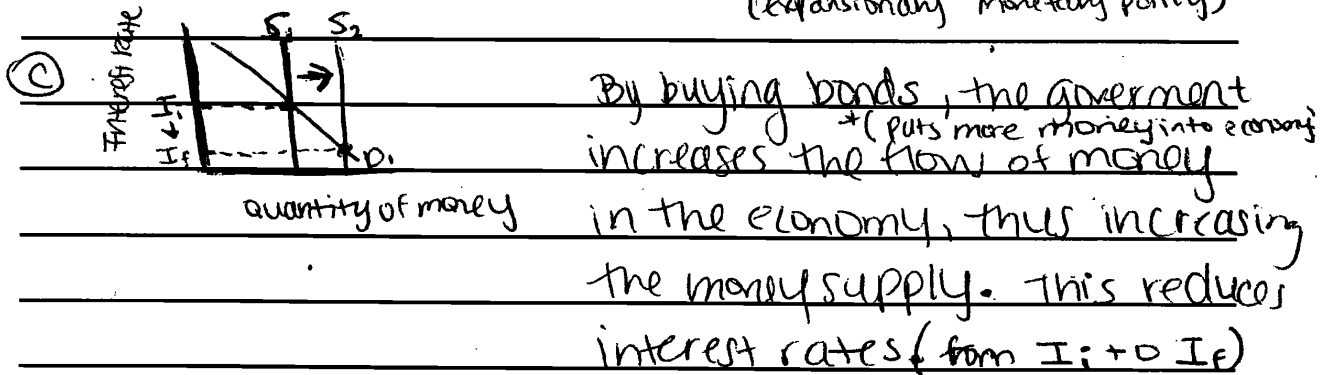 (expansionary monetary policy)
S₁ S₂
Ⓒ
Interest Rate
Ii
If
D₁
quantity of money
By buying bonds, the goverment
*(puts more money into economy
increases the flow of money
in the economy, thus increasing
the money supply. This reduces
interest rates (from Ii to If)